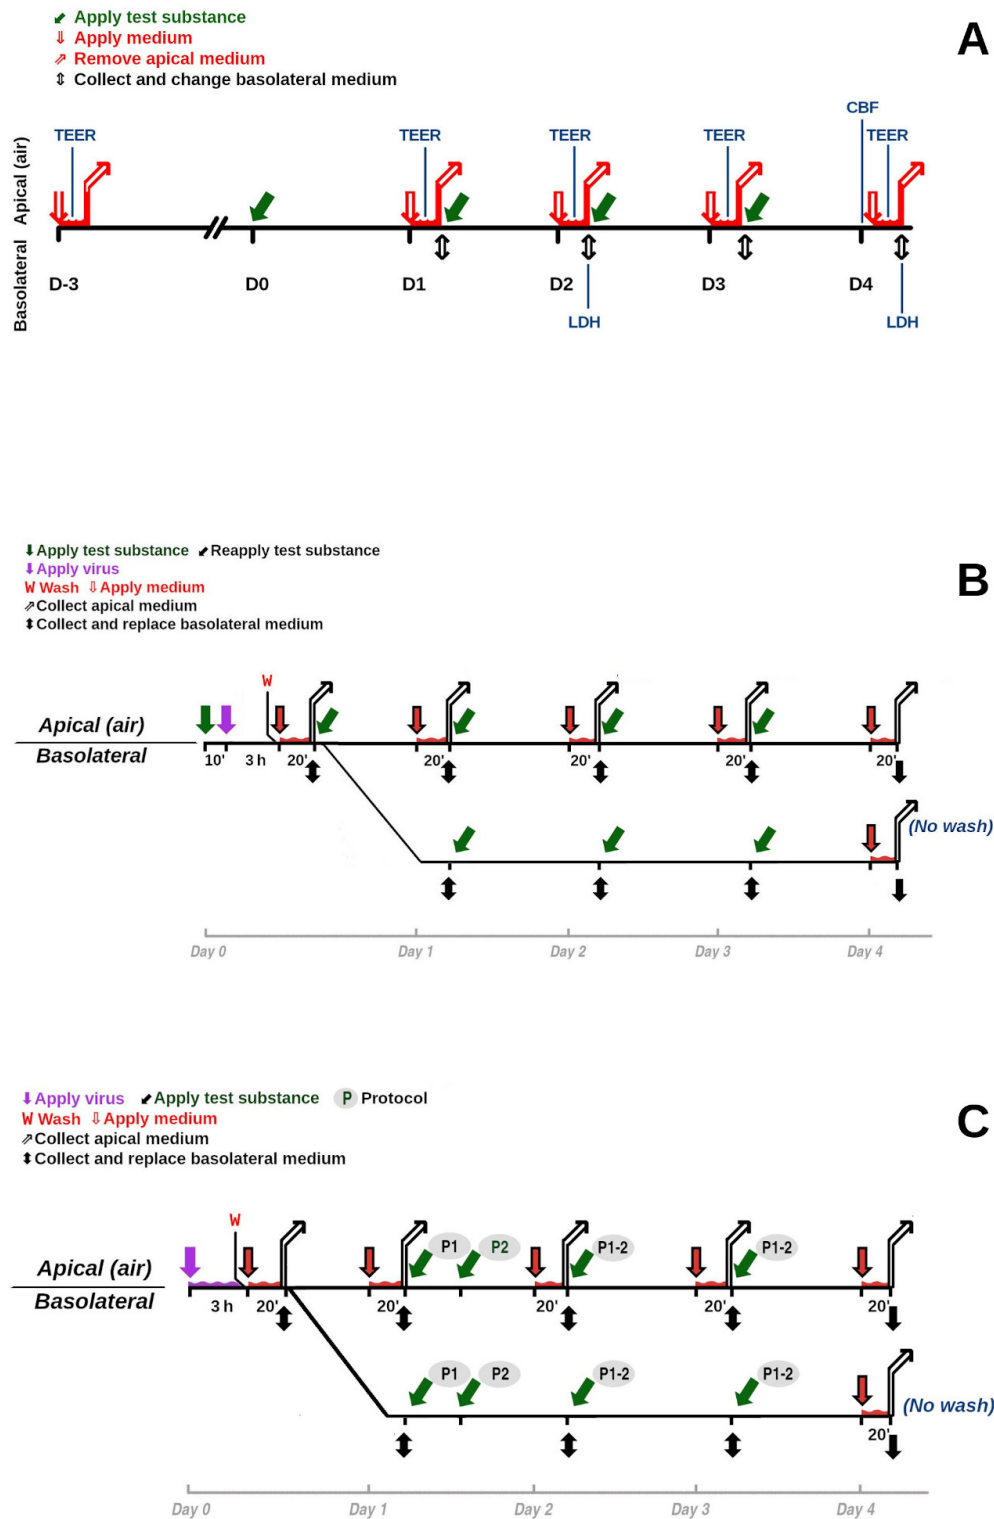 Apply test substance
A
Apply medium
Remove apical medium
Collect and change basolateral medium
CBF
TEER TEER TEER TEER TEER
Apical (air)
Basolateral
D-3 D0 D1 D2 D3 D4
LDH LDH
Apply test substance Reapply test substance
B
Apply virus
W Wash Apply medium
Collect apical medium
Collect and replace basolateral medium
W
Apical (air)
Basolateral
10' 3 h 20' 20' 20' 20' 20'
(No wash)
Day 0 Day 1 Day 2 Day 3 Day 4
Apply virus Apply test substance P Protocol
C
W Wash Apply medium
Collect apical medium
Collect and replace basolateral medium
W
P1 P2 P1-2 P1-2
Apical (air)
Basolateral
3 h 20' 20' 20' 20' 20'
P1 P2 P1-2 P1-2
(No wash)
20'
Day 0 Day 1 Day 2 Day 3 Day 4